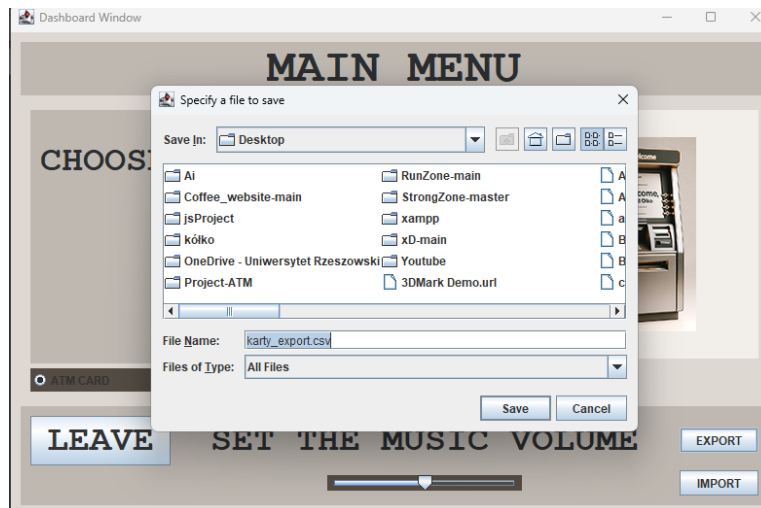 Dashboard Window
MAIN MENU
Specify a file to save
Save In: Desktop
CHOOS
Ai
Coffee_website-main
jsProject
kółko
OneDrive - Uniwersytet Rzeszowski
Project-ATM
RunZone-main
StrongZone-master
xampp
xD-main
Youtube
3DMark Demo.url
A
A
a
B
B
c
File Name: karty_export.csv
Files of Type: All Files
Save Cancel
ATM CARD
LEAVE SET THE MUSIC VOLUME EXPORT
IMPORT